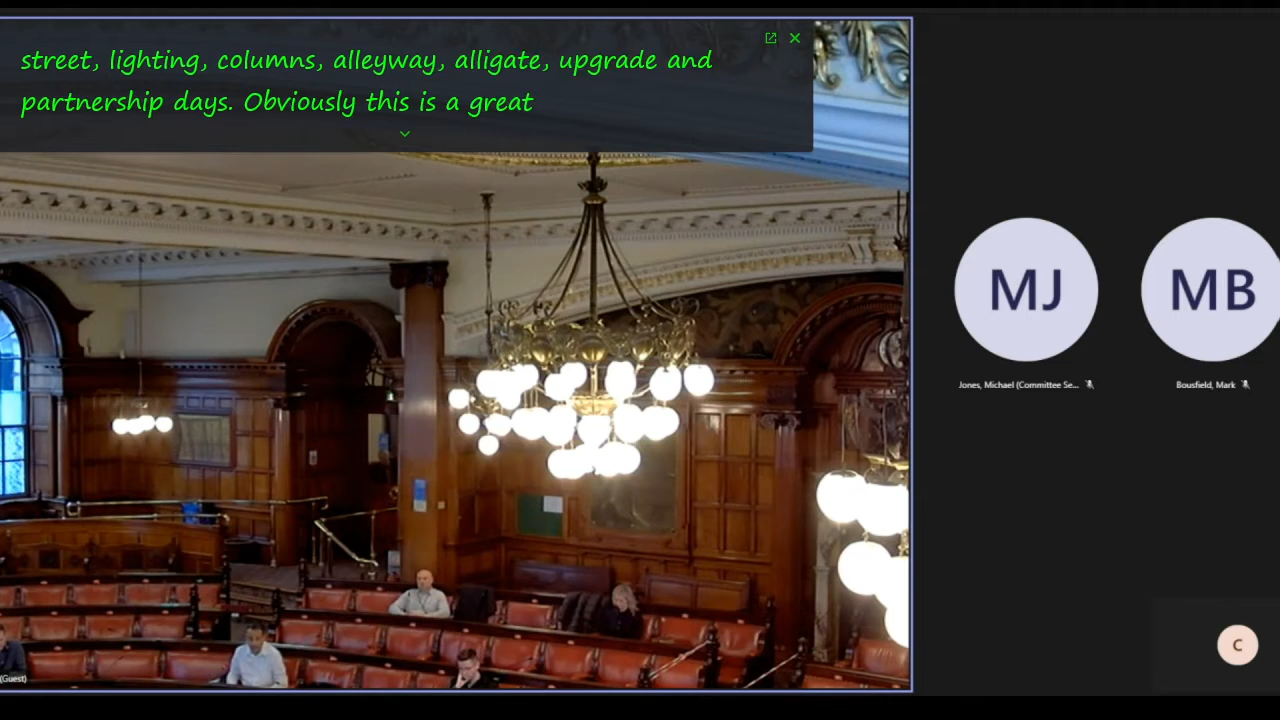 street, lighting, columns, alleyway, alligate, upgrade and
partnership days. Obviously this is a great
MJ
MB
Jones, Michael (Committee Se...
Bousfield, Mark
C
(Guest)